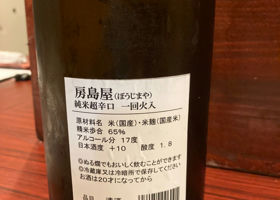 房島屋(ぼうじまや)
純米超辛口 一回火入
原材料名 米(国産)・米麹(国産米)
精米歩合 65%
アルコール分 17度
日本酒度 +10 酸度 1.8
◎ぬる燗でもおいしく飲むことができます
◎冷蔵庫又は冷暗所で保存してください
お酒は20才になってから